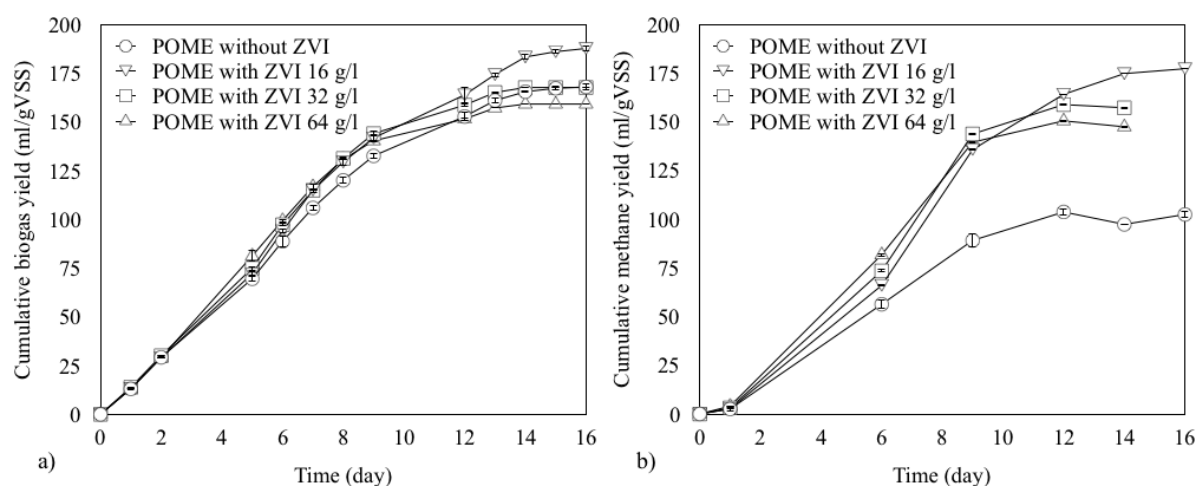 200
175
150
125
100
75
50
25
0
Cumulative biogas yield (ml/gVSS)
POME without ZVI
POME with ZVI 16 g/l
POME with ZVI 32 g/l
POME with ZVI 64 g/l
0 2 4 6 8 10 12 14 16
Time (day)
a)
200
175
150
125
100
75
50
25
0
Cumulative methane yield (ml/gVSS)
POME without ZVI
POME with ZVI 16 g/l
POME with ZVI 32 g/l
POME with ZVI 64 g/l
0 2 4 6 8 10 12 14 16
Time (day)
b)